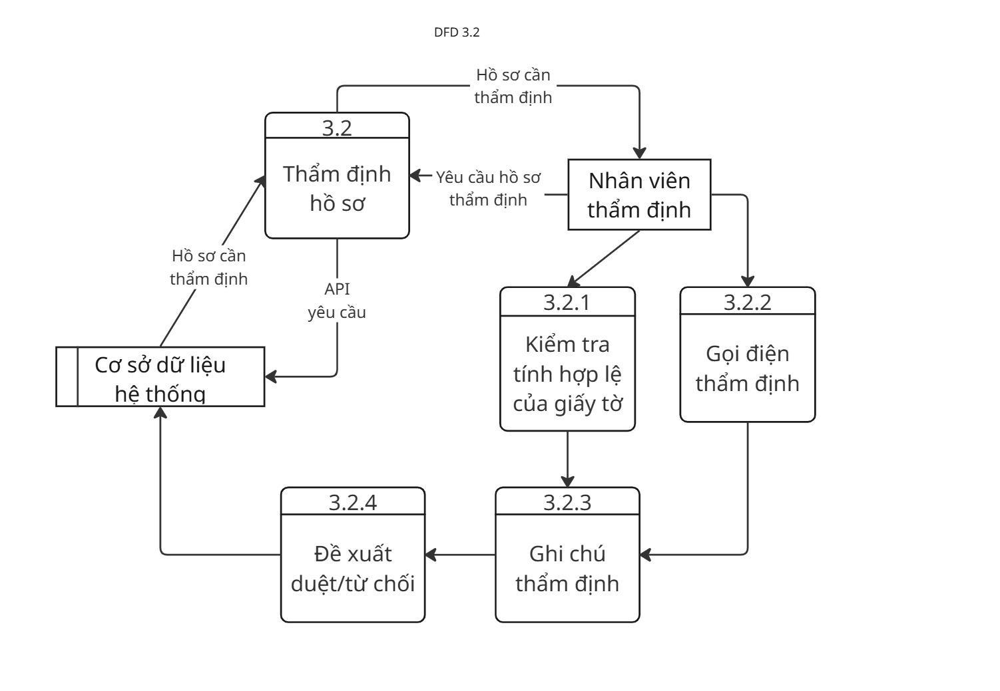 DFD 3.2
Hồ sơ cần
thẩm định
3.2
Thẩm định
hồ sơ
Yêu cầu hồ sơ
thẩm định
Nhân viên
thẩm định
Hồ sơ cần
thẩm định
API
yêu cầu
3.2.1
Kiểm tra
tính hợp lệ
của giấy tờ
3.2.2
Gọi điện
thẩm định
Cơ sở dữ liệu
hệ thống
3.2.4
Đề xuất
duệt/từ chối
3.2.3
Ghi chú
thẩm định